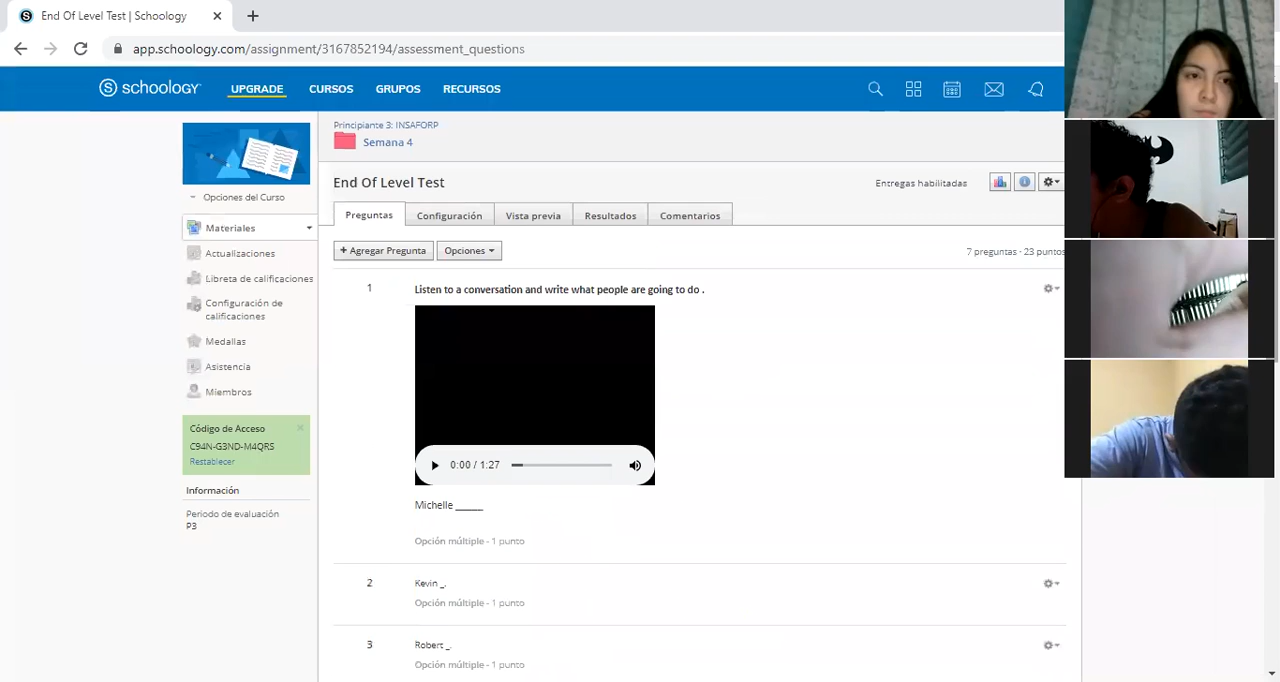 End Of Level Test | Schoology
app.schoology.com/assignment/3167852194/assessment_questions
S schoology UPGRADE CURSOS GRUPOS RECURSOS
Principiante 3: INSAFORP
Semana 4
Opciones del Curso
Materiales
Actualizaciones
Libreta de calificaciones
Configuración de
calificaciones
Medallas
Asistencia
Miembros
Código de Acceso
C94N-G3ND-M4QRS
Restablecer
Información
Periodo de evaluación
P3
End Of Level Test
Entregas habilitadas
Preguntas Configuración Vista previa Resultados Comentarios
+ Agregar Pregunta Opciones
7 preguntas - 23 puntos
1 Listen to a conversation and write what people are going to do .
0:00 / 1:27
Michelle ______
Opción múltiple - 1 punto
2 Kevin _.
Opción múltiple - 1 punto
3 Robert _.
Opción múltiple - 1 punto